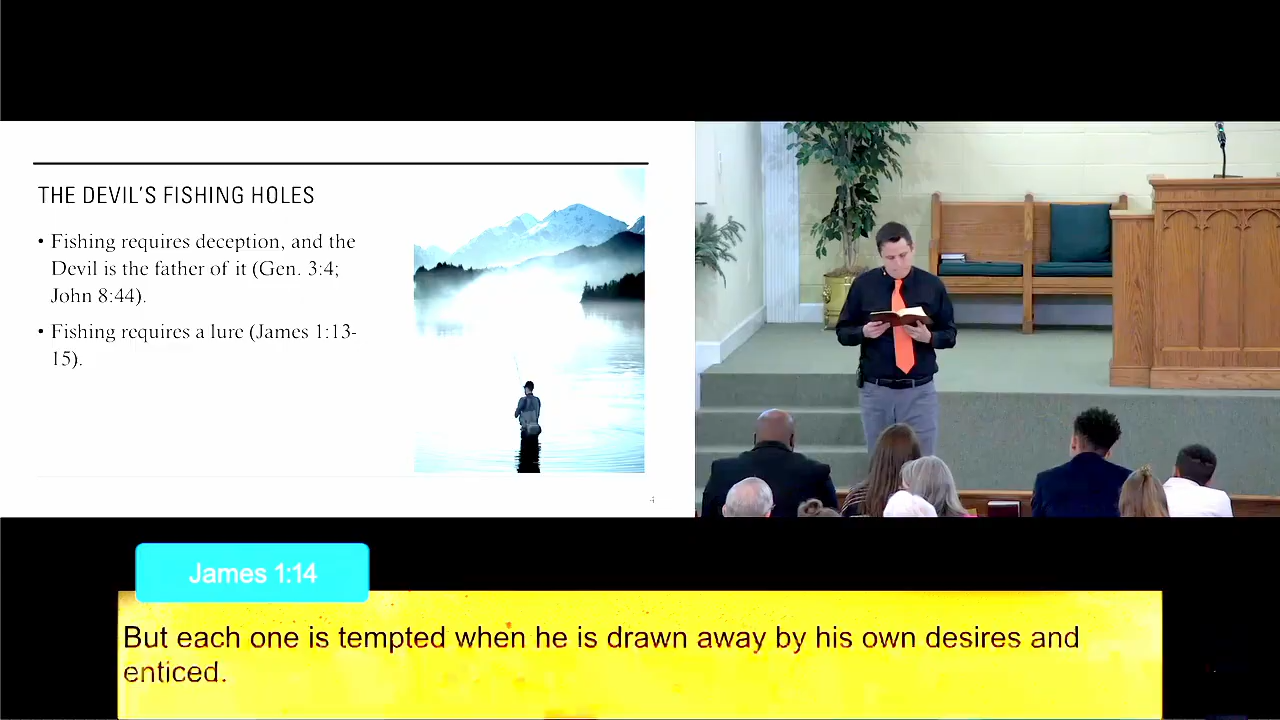 THE DEVIL'S FISHING HOLES
• Fishing requires deception, and the
Devil is the father of it (Gen. 3:4;
John 8:44).
• Fishing requires a lure (James 1:13-
15).
4
James 1:14
But each one is tempted when he is drawn away by his own desires and
enticed.